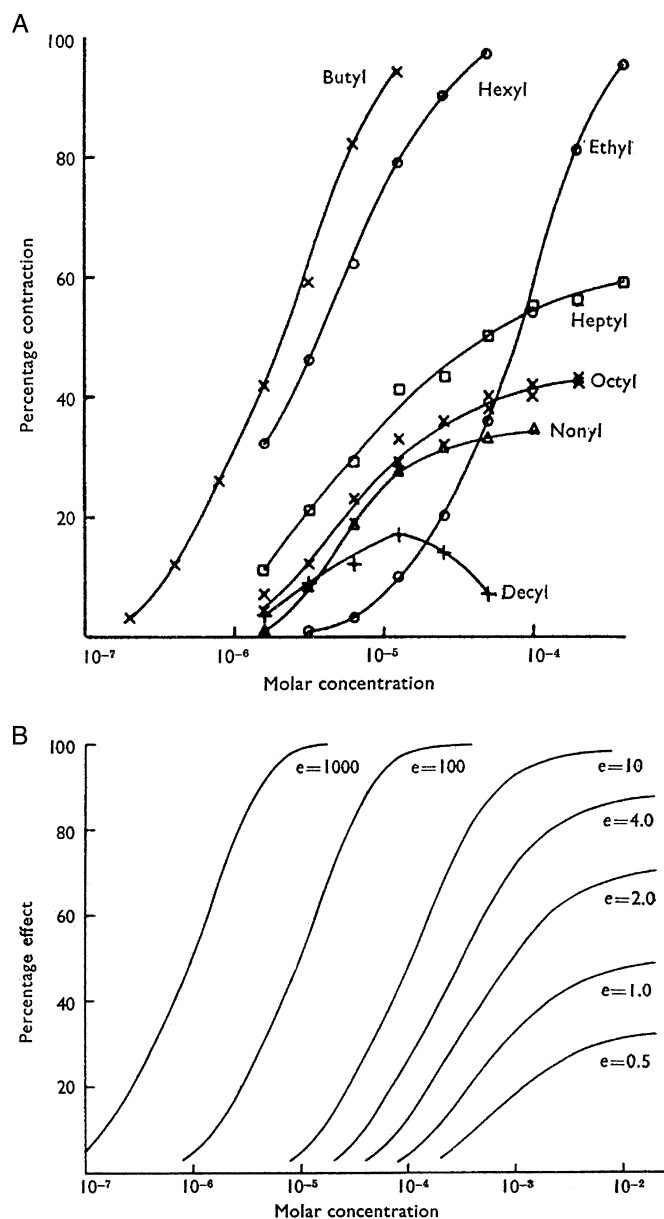 A
100
80
60
40
20
Percentage contraction
Butyl
Hexyl
Ethyl
Heptyl
Octyl
Nonyl
Decyl
10⁻⁷
10⁻⁶
10⁻⁵
10⁻⁴
Molar concentration
B
100
80
60
40
20
Percentage effect
e=1000
e=100
e=10
e=4.0
e=2.0
e=1.0
e=0.5
10⁻⁷
10⁻⁶
10⁻⁵
10⁻⁴
10⁻³
10⁻²
Molar concentration